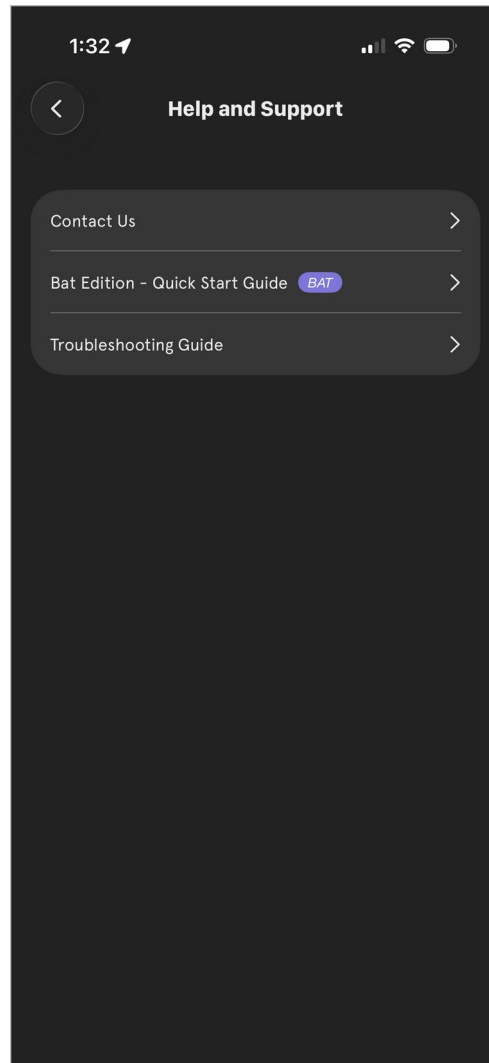 1:32
Help and Support
Contact Us
Bat Edition - Quick Start Guide BAT
Troubleshooting Guide